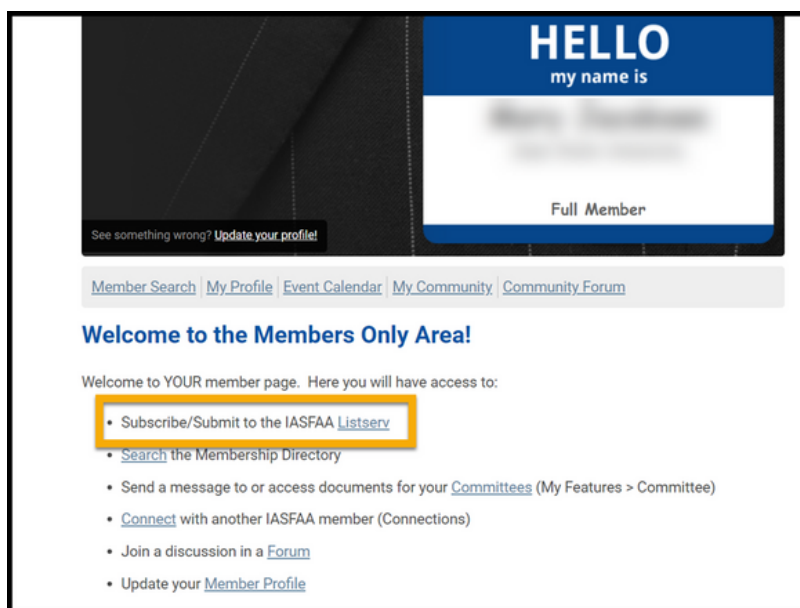 HELLO
my name is
Full Member
See something wrong? Update your profile!
Member Search My Profile Event Calendar My Community Community Forum
Welcome to the Members Only Area!
Welcome to YOUR member page. Here you will have access to:
• Subscribe/Submit to the IASFAA Listserv
• Search the Membership Directory
• Send a message to or access documents for your Committees (My Features > Committee)
• Connect with another IASFAA member (Connections)
• Join a discussion in a Forum
• Update your Member Profile